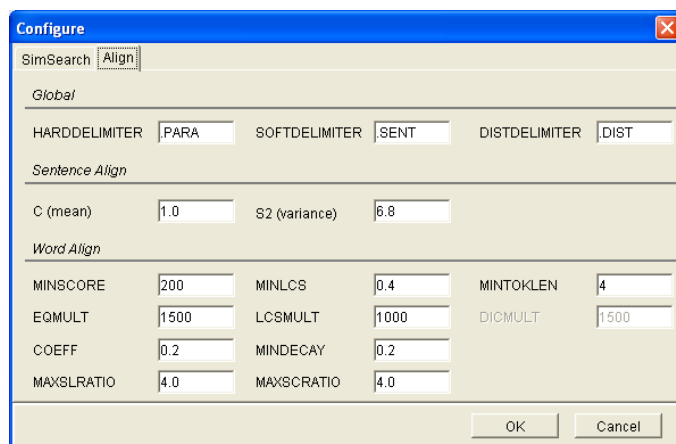 Configure
SimSearch Align
Global
HARDDELIMITER .PARA SOFTDELIMITER .SENT DISTDELIMITER .DIST
Sentence Align
C (mean) 1.0 S2 (variance) 6.8
Word Align
MINSCORE 200 MINLCS 0.4 MINTOKLEN 4
EQMULT 1500 LCSMULT 1000 DICMULT 1500
COEFF 0.2 MINDECAY 0.2
MAXSLRATIO 4.0 MAXSCRATIO 4.0
OK Cancel